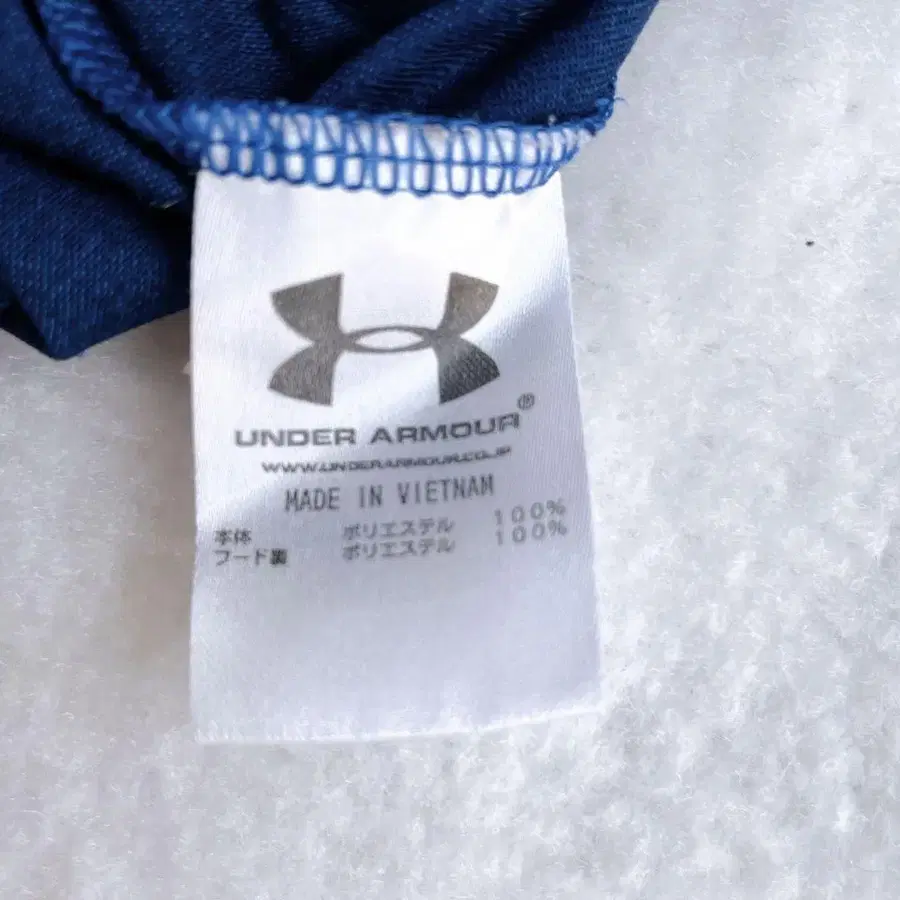 UNDER ARMOUR®
WWW.UNDERARMOUR.CO.JP
MADE IN VIETNAM
本体 ポリエステル 100%
フード裏 ポリエステル 100%